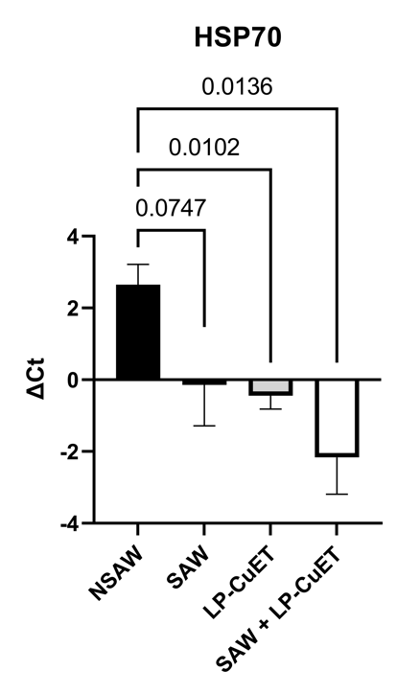 HSP70
0.0136
0.0102
0.0747
4
2
0
-2
-4
ΔCt
NSAW
SAW
LP-CuET
SAW + LP-CuET